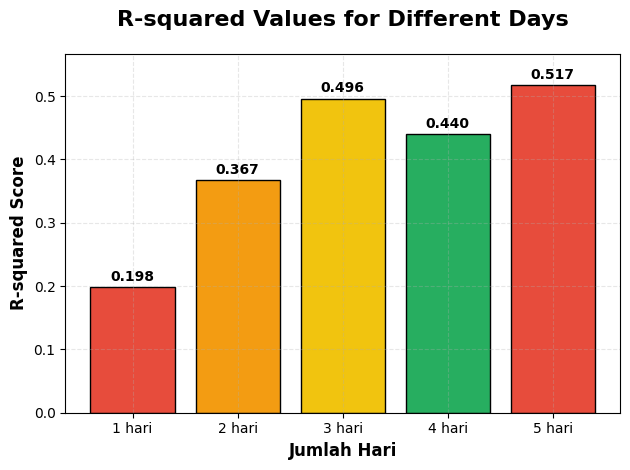 R-squared Values for Different Days
R-squared Score
0.5
0.4
0.3
0.2
0.1
0.0
0.198
0.367
0.496
0.440
0.517
1 hari
2 hari
3 hari
4 hari
5 hari
Jumlah Hari